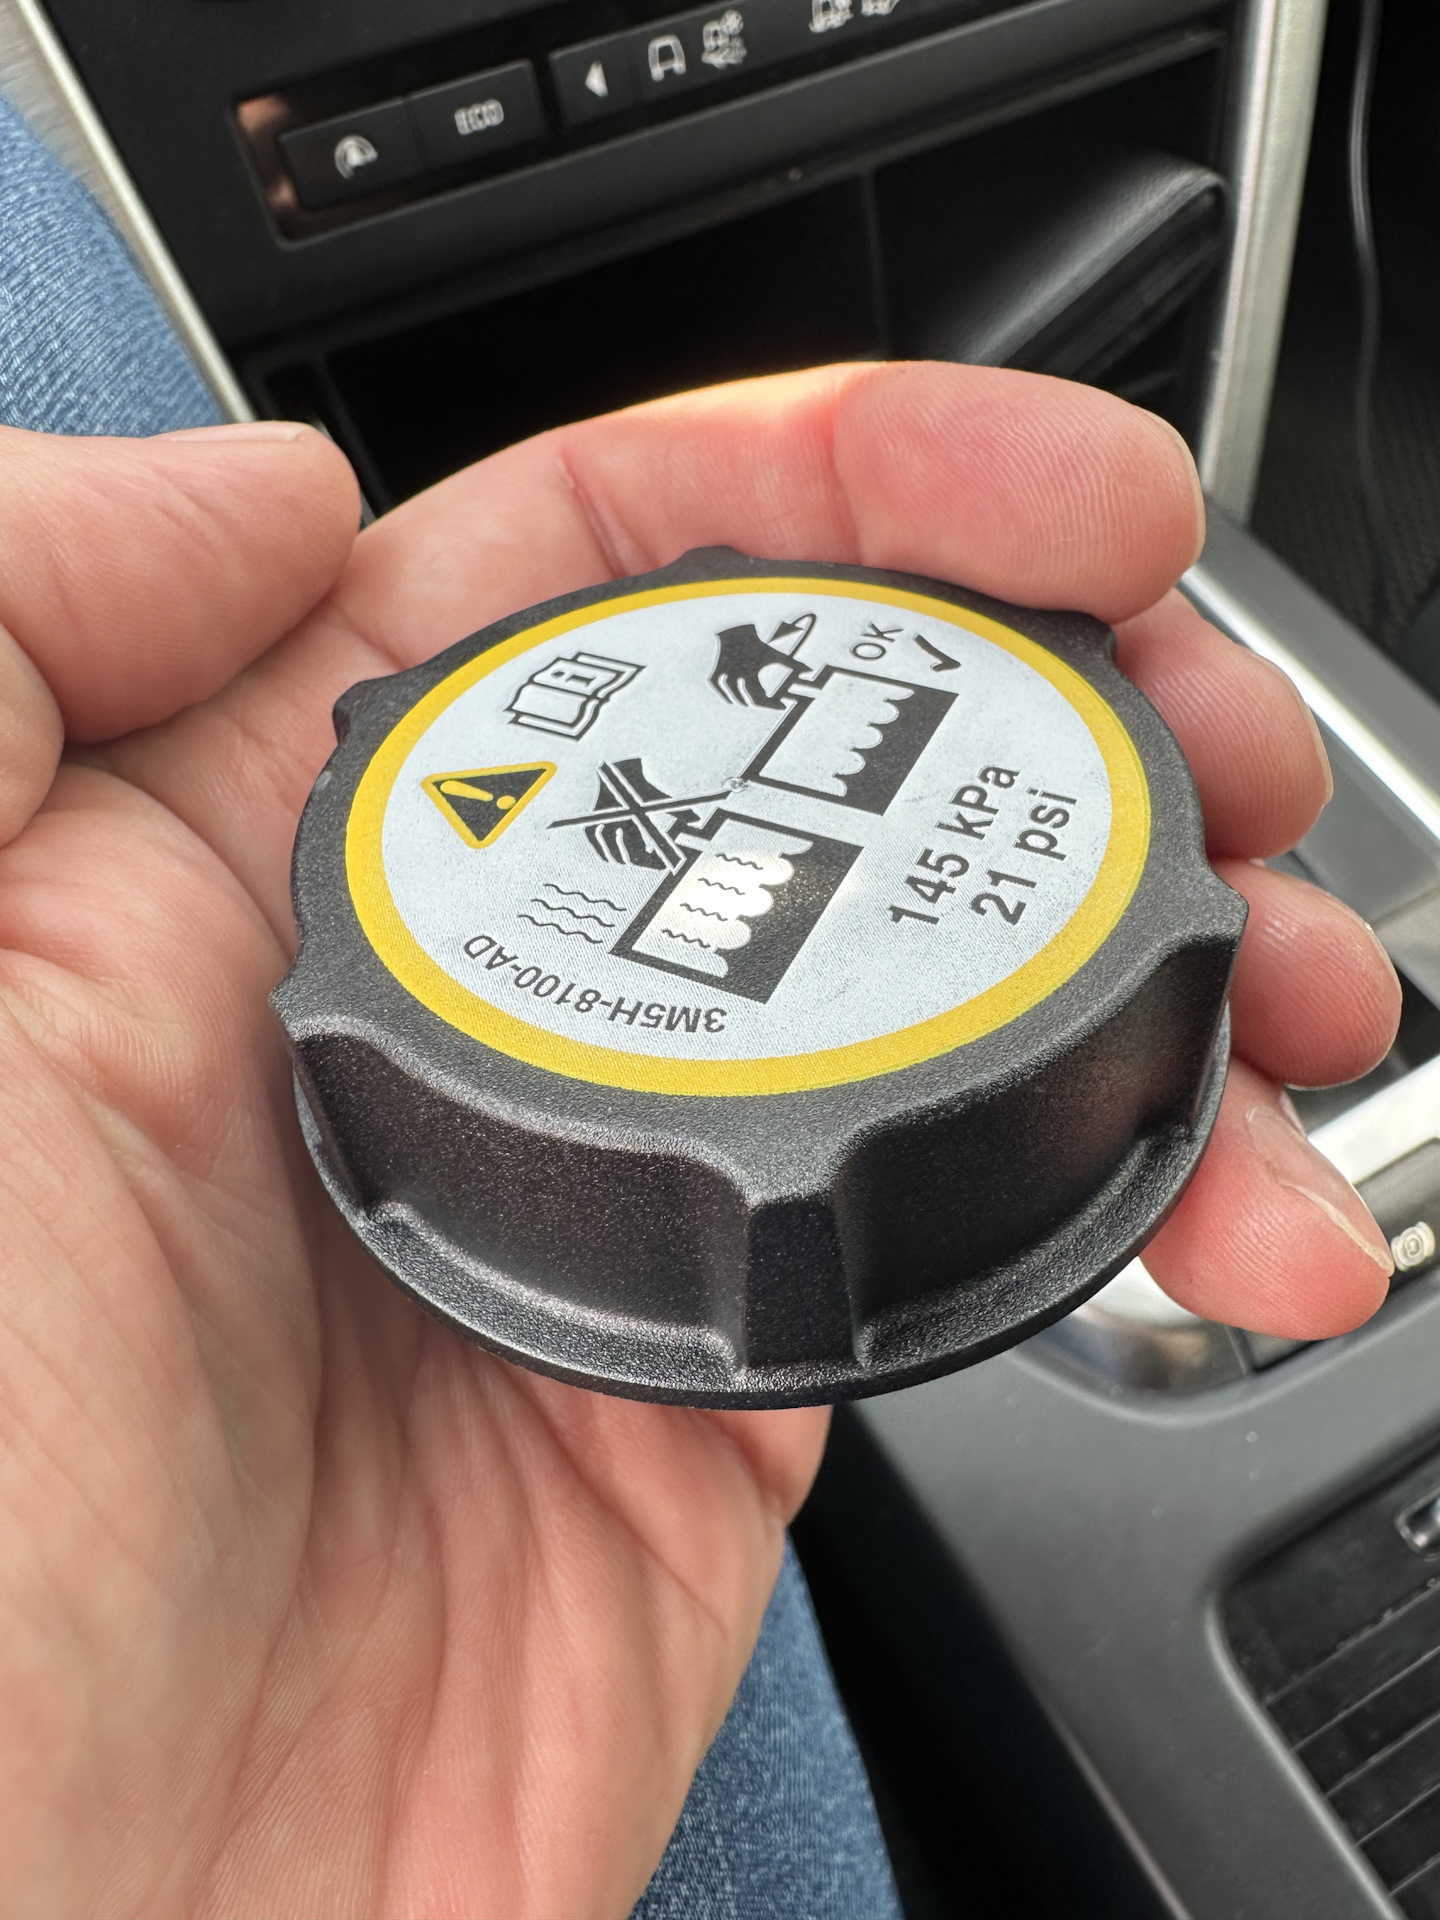 ECO
OK
145 kPa
21 psi
3M5H-8100-AD